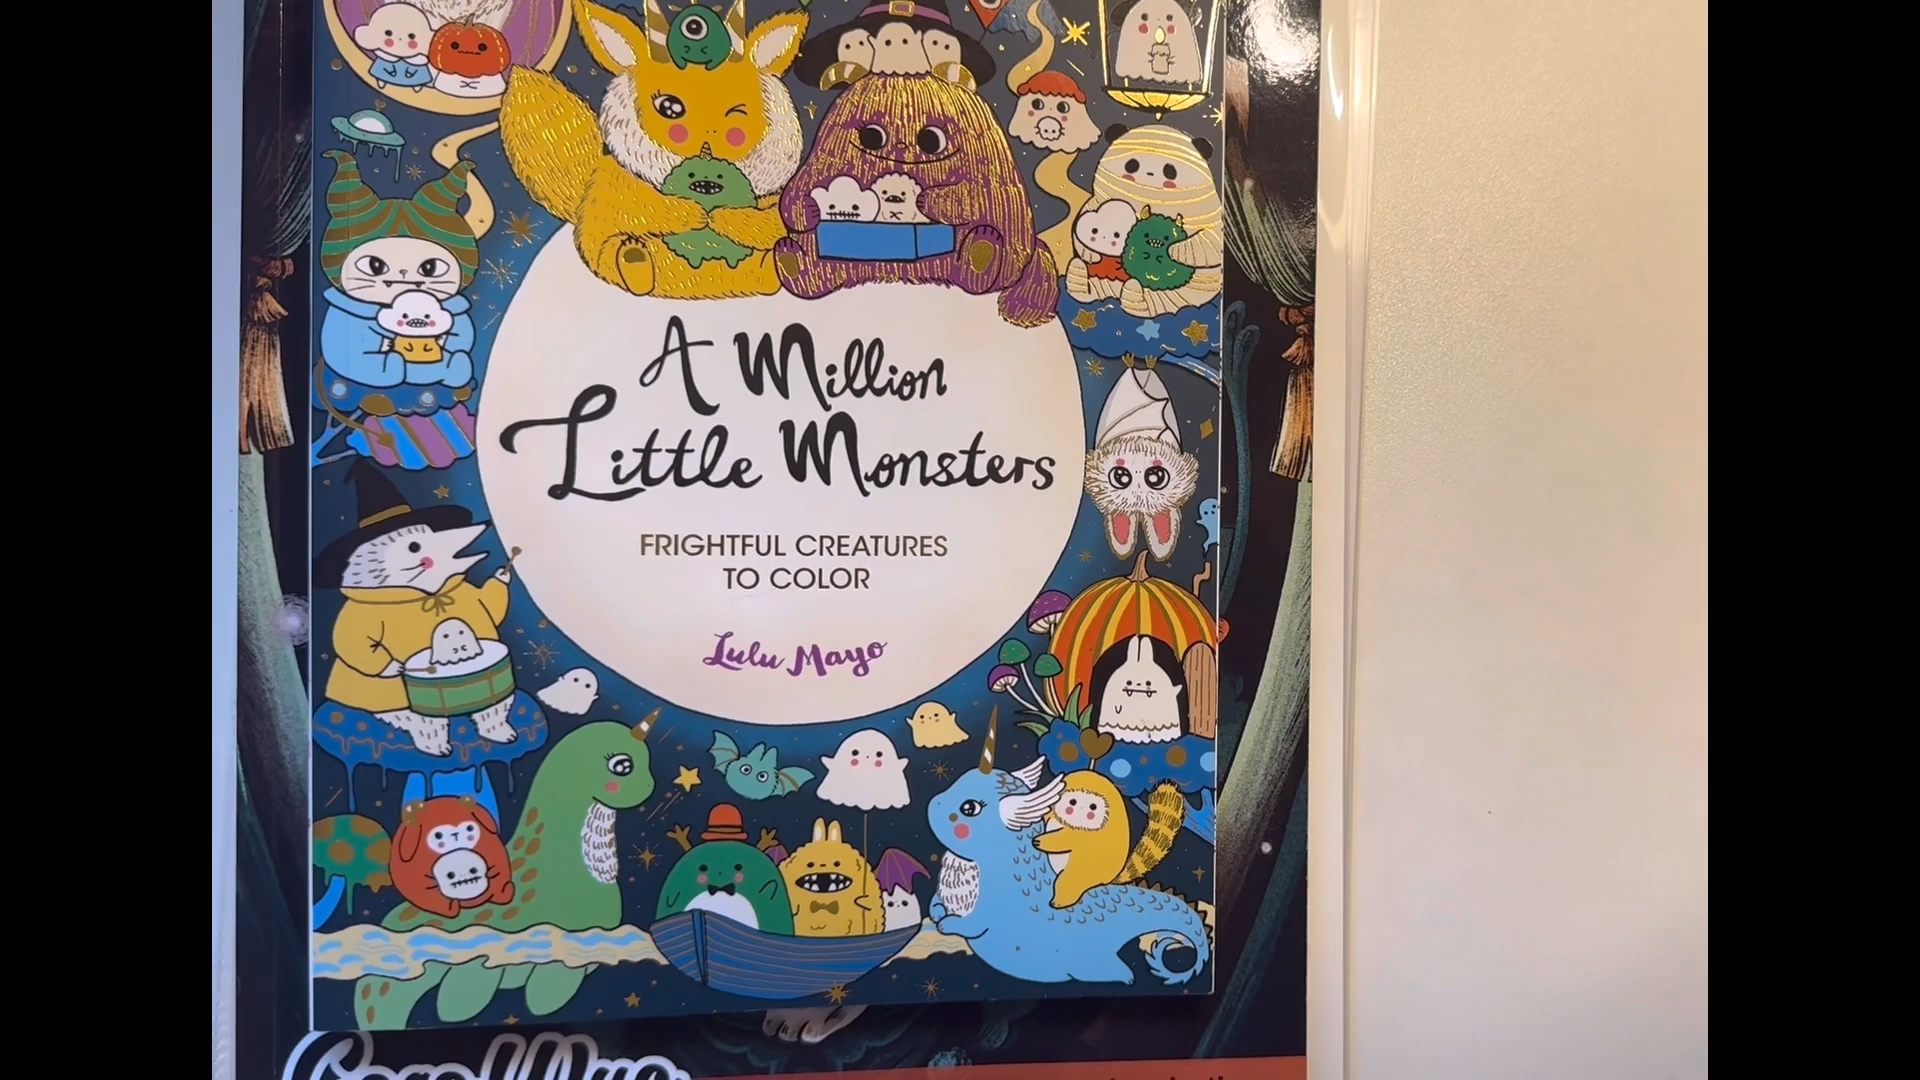 A Million
Little Monsters
FRIGHTFUL CREATURES
TO COLOR
Lulu Mayo